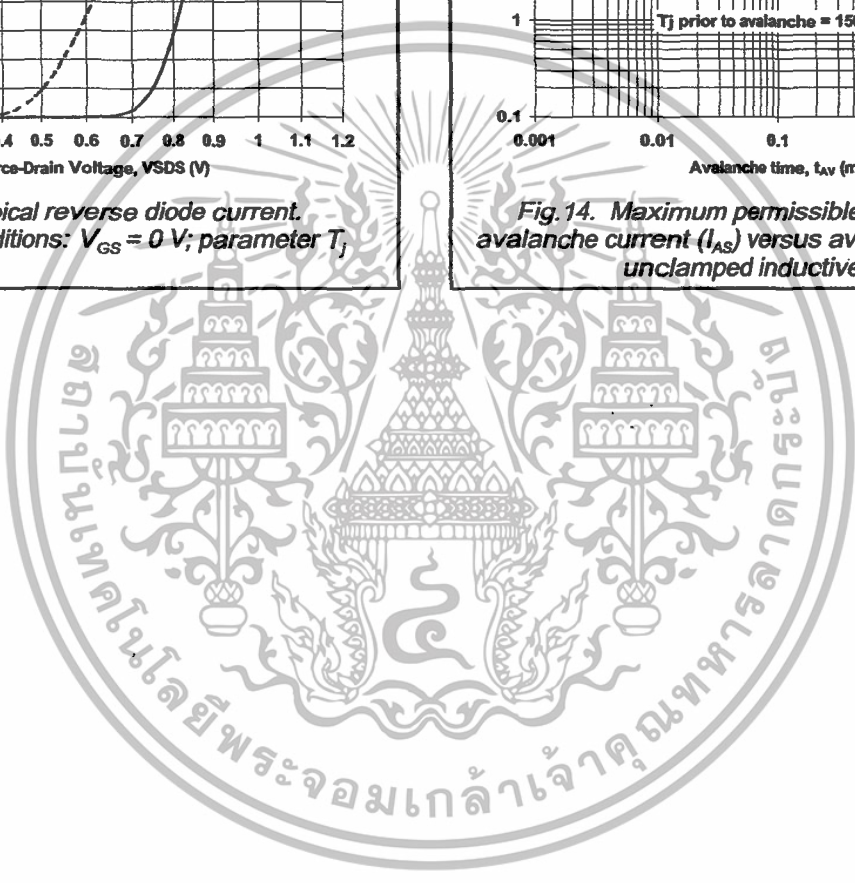 0.4 0.5 0.6 0.7 0.8 0.9 1 1.1 1.2
rce-Drain Voltage, VSDS (V)
pical reverse diode current.
ditions: VGS = 0 V; parameter Tj
1
Tj prior to avalanche = 150
0.1
0.001 0.01 0.1
Avalanche time, tAV (m
Fig. 14. Maximum permissible
avalanche current (IAS) versus av
unclamped inductive
สถาบันเทคโนโลยีพระจอมเกล้าเจ้าคุณทหารลาดกระบัง